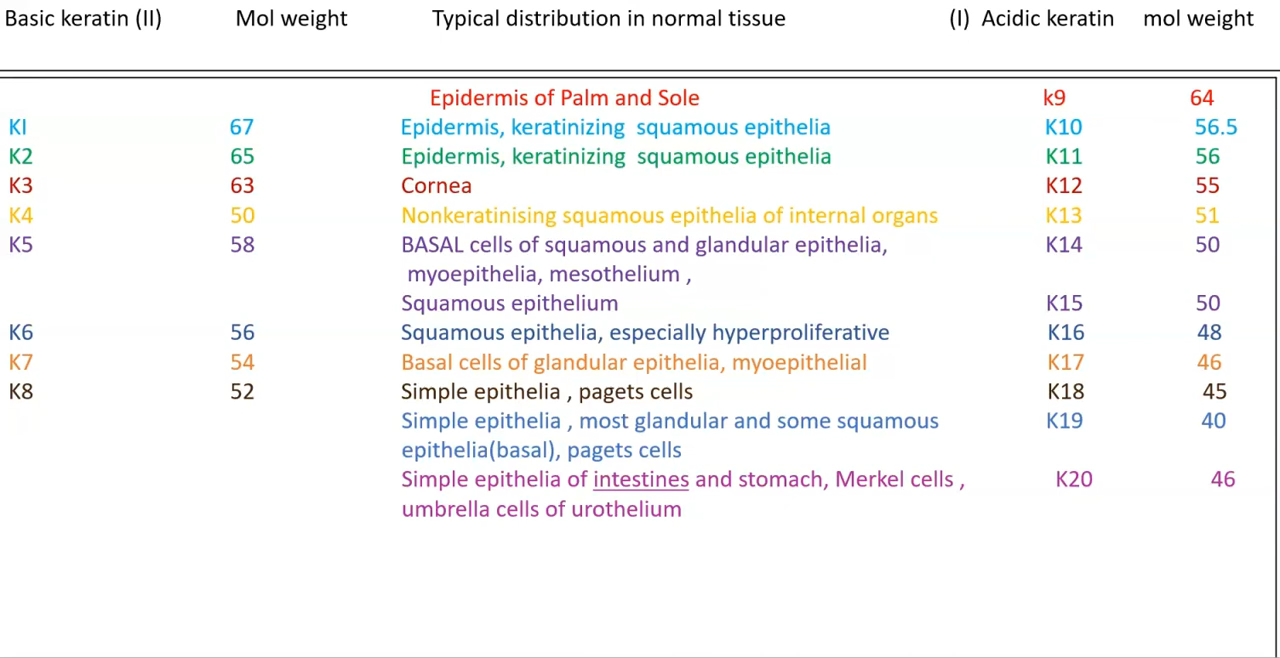 Basic keratin (II) Mol weight Typical distribution in normal tissue (I) Acidic keratin mol weight
Epidermis of Palm and Sole k9 64
KI 67 Epidermis, keratinizing squamous epithelia K10 56.5
K2 65 Epidermis, keratinizing squamous epithelia K11 56
K3 63 Cornea K12 55
K4 50 Nonkeratinising squamous epithelia of internal organs K13 51
K5 58 BASAL cells of squamous and glandular epithelia, K14 50
myoepithelia, mesothelium ,
Squamous epithelium K15 50
K6 56 Squamous epithelia, especially hyperproliferative K16 48
K7 54 Basal cells of glandular epithelia, myoepithelial K17 46
K8 52 Simple epithelia , pagets cells K18 45
Simple epithelia , most glandular and some squamous K19 40
epithelia(basal), pagets cells
Simple epithelia of intestines and stomach, Merkel cells , K20 46
umbrella cells of urothelium